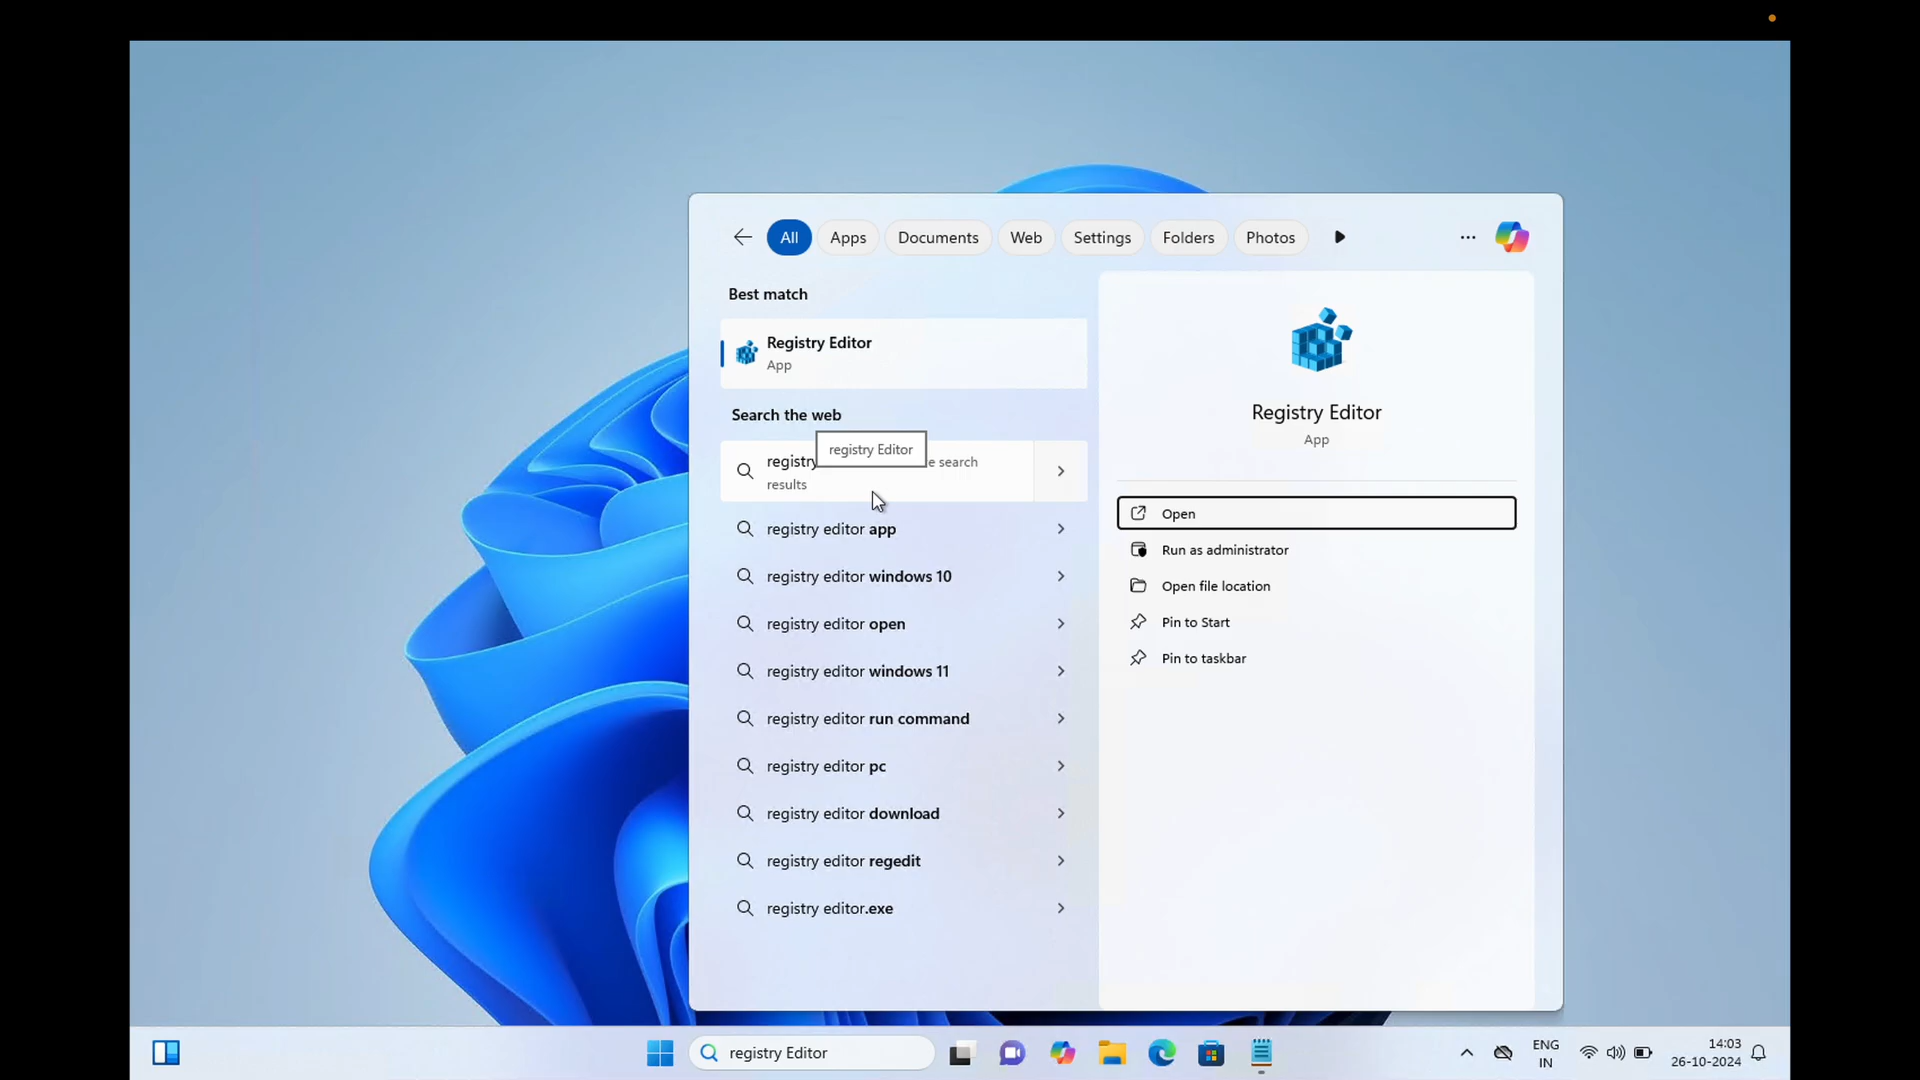 All
Apps
Documents
Web
Settings
Folders
Photos
Best match
Registry Editor
App
Search the web
registry
registry Editor
e search
results
registry editor app
registry editor windows 10
registry editor open
registry editor windows 11
registry editor run command
registry editor pc
registry editor download
registry editor regedit
registry editor.exe
Registry Editor
App
Open
Run as administrator
Open file location
Pin to Start
Pin to taskbar
registry Editor
ENG
IN
14:03
26-10-2024